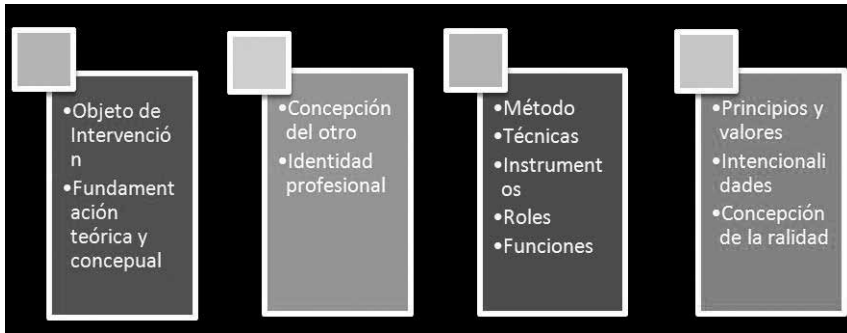 •Objeto de
Intervenció
n
•Fundament
ación
teórica y
concepual
•Concepción
del otro
•Identidad
profesional
•Método
•Técnicas
•Instrument
os
•Roles
•Funciones
•Principios y
valores
•Intencionali
dades
•Concepción
de la ralidad